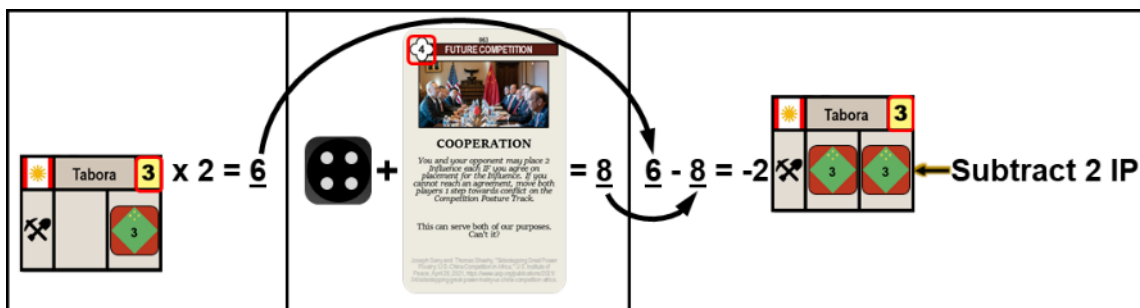 Tabora 3
3
x 2 = 6
+
863
4 FUTURE COMPETITION
COOPERATION
You and your opponent may place 2
Influence each IF you agree on
placement for the Influence. If you
cannot reach an agreement, move both
players 1 step towards conflict on the
Competition Posture Track.
This can serve both of our purposes.
Can't it?
= 8
6 - 8 = -2
Tabora 3
3 3
Subtract 2 IP